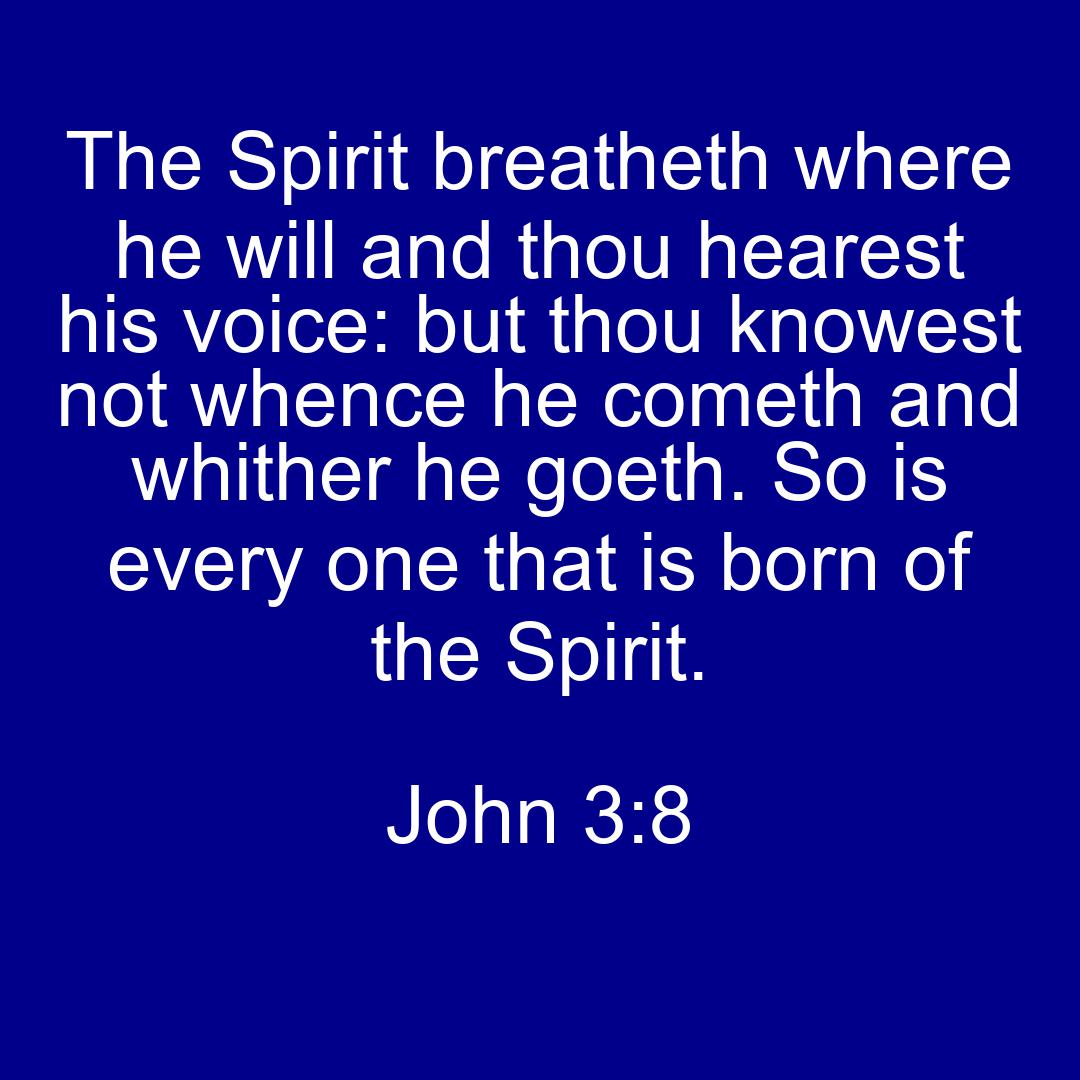 The Spirit breatheth where
he will and thou hearest
his voice: but thou knowest
not whence he cometh and
whither he goeth. So is
every one that is born of
the Spirit.
John 3:8